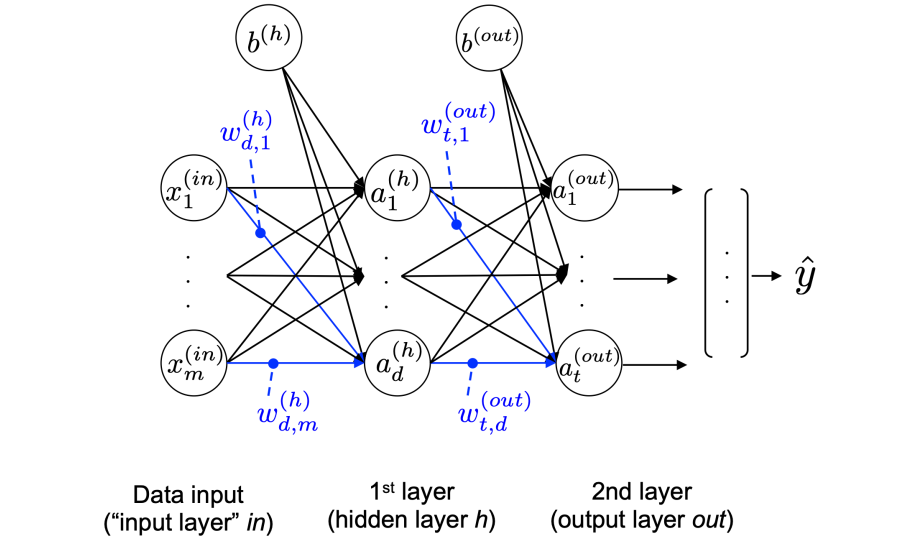 b^{(h)}
b^{(out)}
w_{d,1}^{(h)}
w_{t,1}^{(out)}
x_1^{(in)}
a_1^{(h)}
a_1^{(out)}
ŷ
x_m^{(in)}
a_d^{(h)}
a_t^{(out)}
w_{d,m}^{(h)}
w_{t,d}^{(out)}
Data input
(“input layer” in)
1st layer
(hidden layer h)
2nd layer
(output layer out)